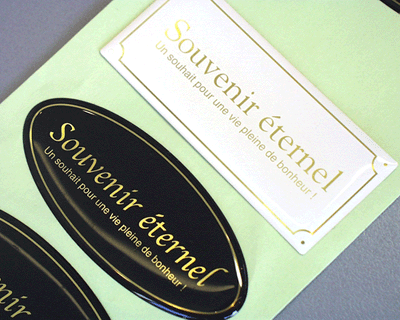 Souvenir éternel
Un souhait pour une vie pleine de bonheur !
Souvenir éternel
Un souhait pour une vie pleine de bonheur !